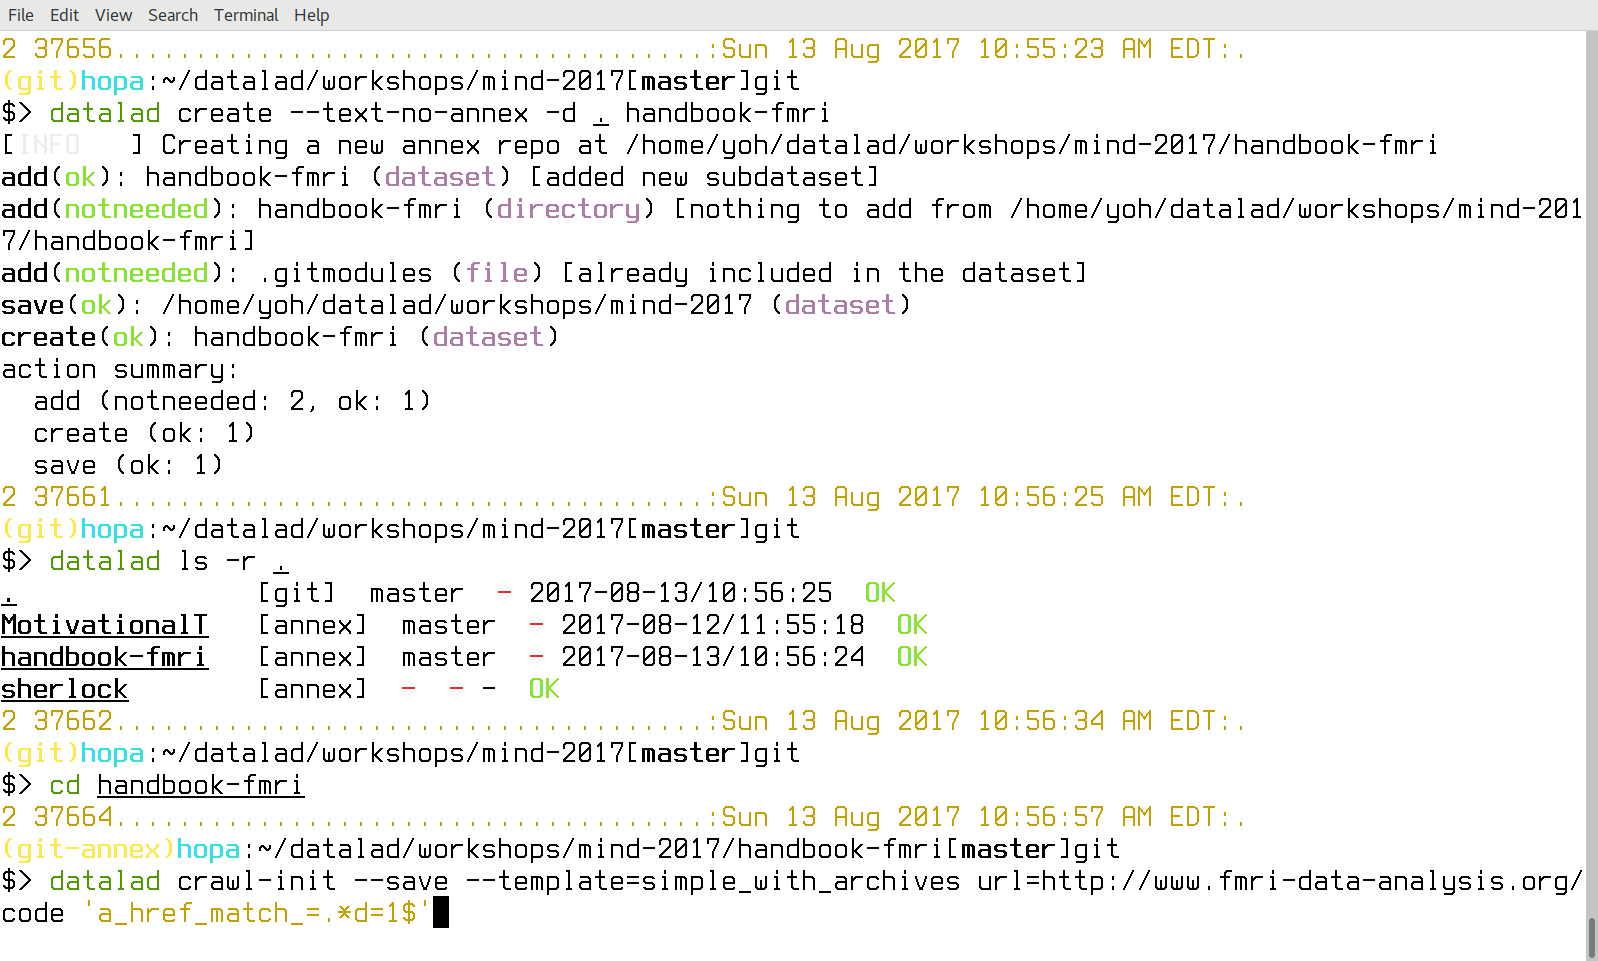 File Edit View Search Terminal Help
2 37656.....................................:Sun 13 Aug 2017 10:55:23 AM EDT:.
(git)hopa:~/datalad/workshops/mind-2017[master]git
$> datalad create --text-no-annex -d . handbook-fmri
[INFO   ] Creating a new annex repo at /home/yoh/datalad/workshops/mind-2017/handbook-fmri
add(ok): handbook-fmri (dataset) [added new subdataset]
add(notneeded): handbook-fmri (directory) [nothing to add from /home/yoh/datalad/workshops/mind-201
7/handbook-fmri]
add(notneeded): .gitmodules (file) [already included in the dataset]
save(ok): /home/yoh/datalad/workshops/mind-2017 (dataset)
create(ok): handbook-fmri (dataset)
action summary:
  add (notneeded: 2, ok: 1)
  create (ok: 1)
  save (ok: 1)
2 37661.....................................:Sun 13 Aug 2017 10:56:25 AM EDT:.
(git)hopa:~/datalad/workshops/mind-2017[master]git
$> datalad ls -r .
.               [git]  master  - 2017-08-13/10:56:25  OK
MotivationalT   [annex]  master  - 2017-08-12/11:55:18  OK
handbook-fmri   [annex]  master  - 2017-08-13/10:56:24  OK
sherlock        [annex]  -  - -  OK
2 37662.....................................:Sun 13 Aug 2017 10:56:34 AM EDT:.
(git)hopa:~/datalad/workshops/mind-2017[master]git
$> cd handbook-fmri
2 37664.....................................:Sun 13 Aug 2017 10:56:57 AM EDT:.
(git-annex)hopa:~/datalad/workshops/mind-2017/handbook-fmri[master]git
$> datalad crawl-init --save --template=simple_with_archives url=http://www.fmri-data-analysis.org/
code 'a_href_match_=.*d=1$'